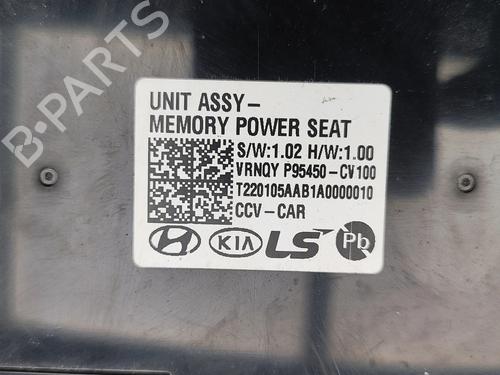 B-PARTS
UNIT ASSY-
MEMORY POWER SEAT
S/W:1.02 H/W:1.00
VRNQY P95450-CV100
T220105AAB1A0000010
CCV-CAR
KIA LS Pb